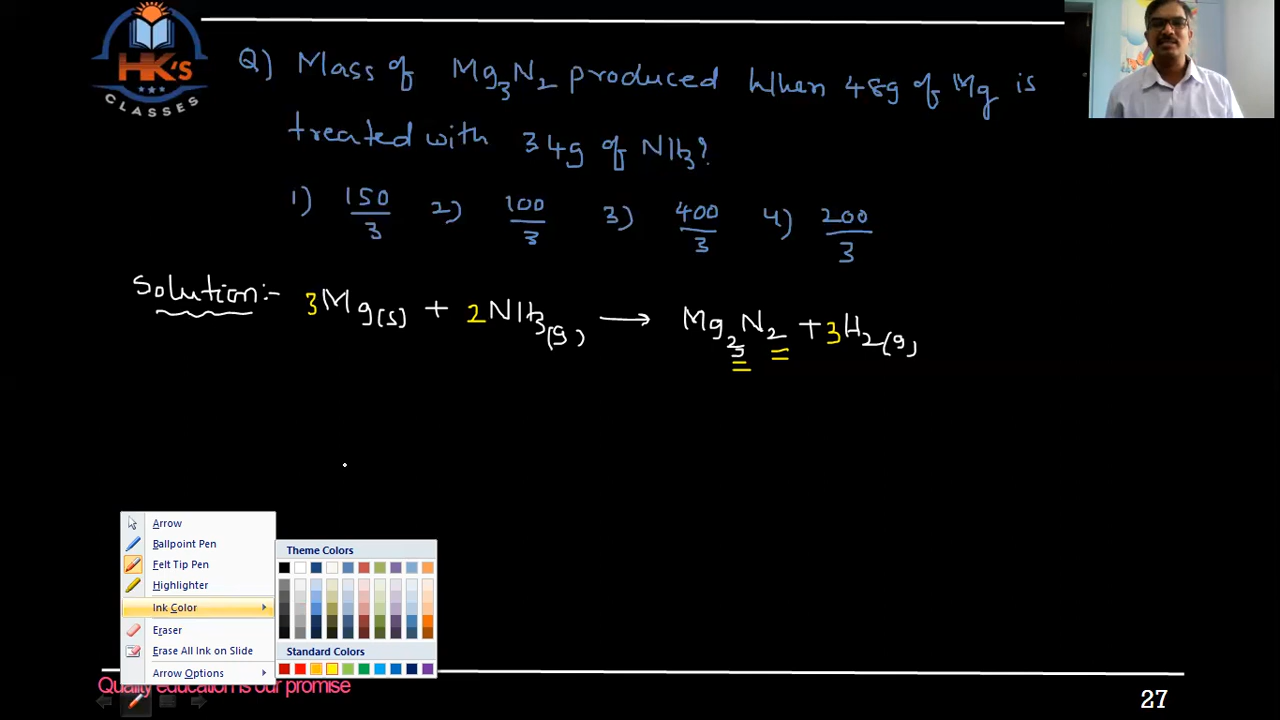 HK's
CLASSES
Q) Mass of Mg3N2 produced when 48g of Mg is
treated with 34g of NH3?
1) 150/3 2) 100/3 3) 400/3 4) 200/3
Solution:- 3Mg(s) + 2NH3(g) → Mg3N2 + 3H2(g)
Arrow
Ballpoint Pen
Felt Tip Pen
Highlighter
Ink Color
Eraser
Erase All Ink on Slide
Arrow Options
Theme Colors
Standard Colors
Quality education is our promise
27